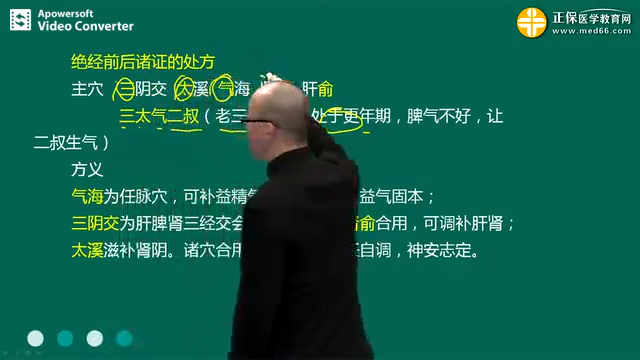 Apowersoft
Video Converter
正保医学教育网
www.med66.com
绝经前后诸证的处方
主穴 三阴交 太溪 气海 肝俞
三太气二叔（老三 处于更年期，脾气不好，让
二叔生气）
方义
气海为任脉穴，可补益精气 益气固本；
三阴交为肝脾肾三经交会 肾俞合用，可调补肝肾；
太溪滋补肾阴。诸穴合用 自调，神安志定。